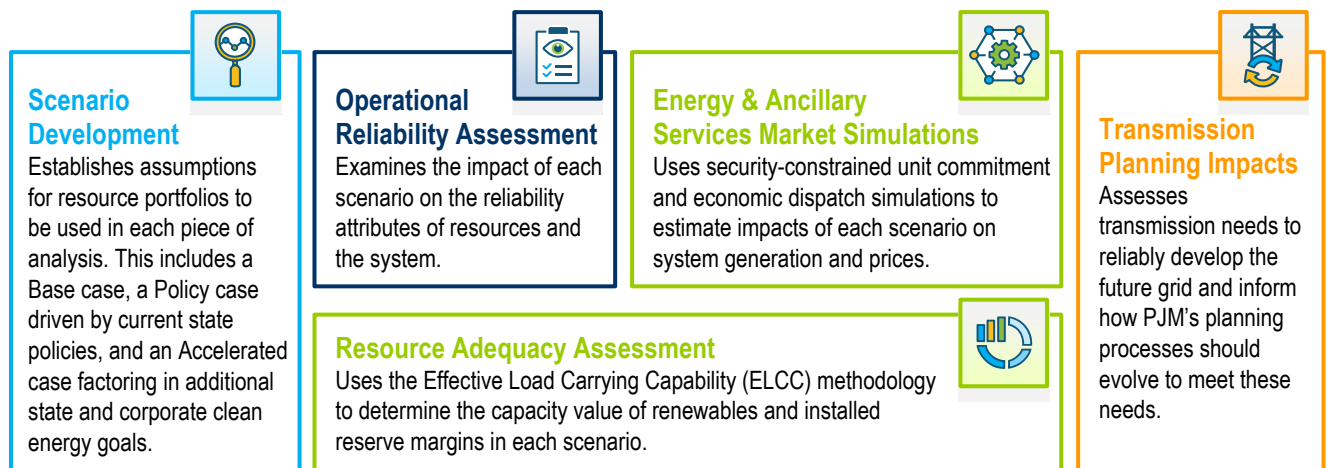 Scenario
Development
Establishes assumptions
for resource portfolios to
be used in each piece of
analysis. This includes a
Base case, a Policy case
driven by current state
policies, and an Accelerated
case factoring in additional
state and corporate clean
energy goals.
Operational
Reliability Assessment
Examines the impact of each
scenario on the reliability
attributes of resources and
the system.
Energy & Ancillary
Services Market Simulations
Uses security-constrained unit commitment
and economic dispatch simulations to
estimate impacts of each scenario on
system generation and prices.
Resource Adequacy Assessment
Uses the Effective Load Carrying Capability (ELCC) methodology
to determine the capacity value of renewables and installed
reserve margins in each scenario.
Transmission
Planning Impacts
Assesses
transmission needs to
reliably develop the
future grid and inform
how PJM's planning
processes should
evolve to meet these
needs.